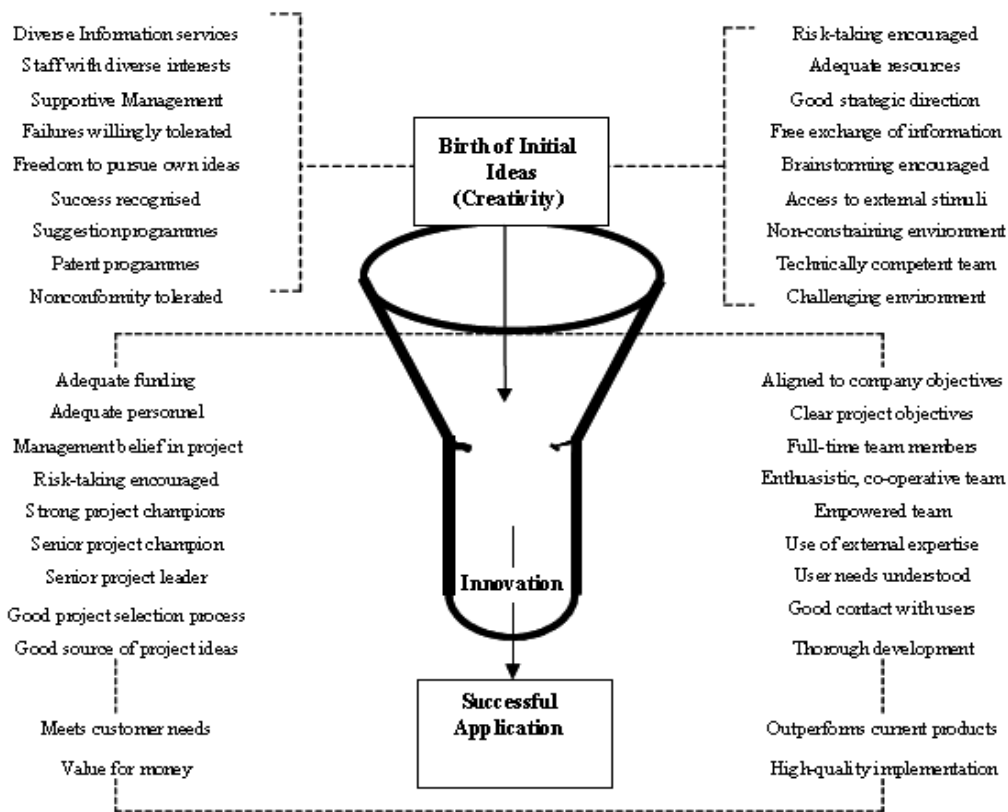 Diverse Information services
Staff with diverse interests
Supportive Management
Failures willingly tolerated
Freedom to pursue own ideas
Success recognised
Suggestion programmes
Patent programmes
Nonconformity tolerated
Birth of Initial
Ideas
(Creativity)
Risk-taking encouraged
Adequate resources
Good strategic direction
Free exchange of information
Brainstorming encouraged
Access to external stimuli
Non-constraining environment
Technically competent team
Challenging environment
Adequate funding
Adequate personnel
Management belief in project
Risk-taking encouraged
Strong project champions
Senior project champion
Senior project leader
Good project selection process
Good source of project ideas
Innovation
Aligned to company objectives
Clear project objectives
Full-time team members
Enthuasistic, co-operative team
Empowered team
Use of external expertise
User needs understood
Good contact with users
Thorough development
Meets customer needs
Value for money
Successful
Application
Outperforms current products
High-quality implementation